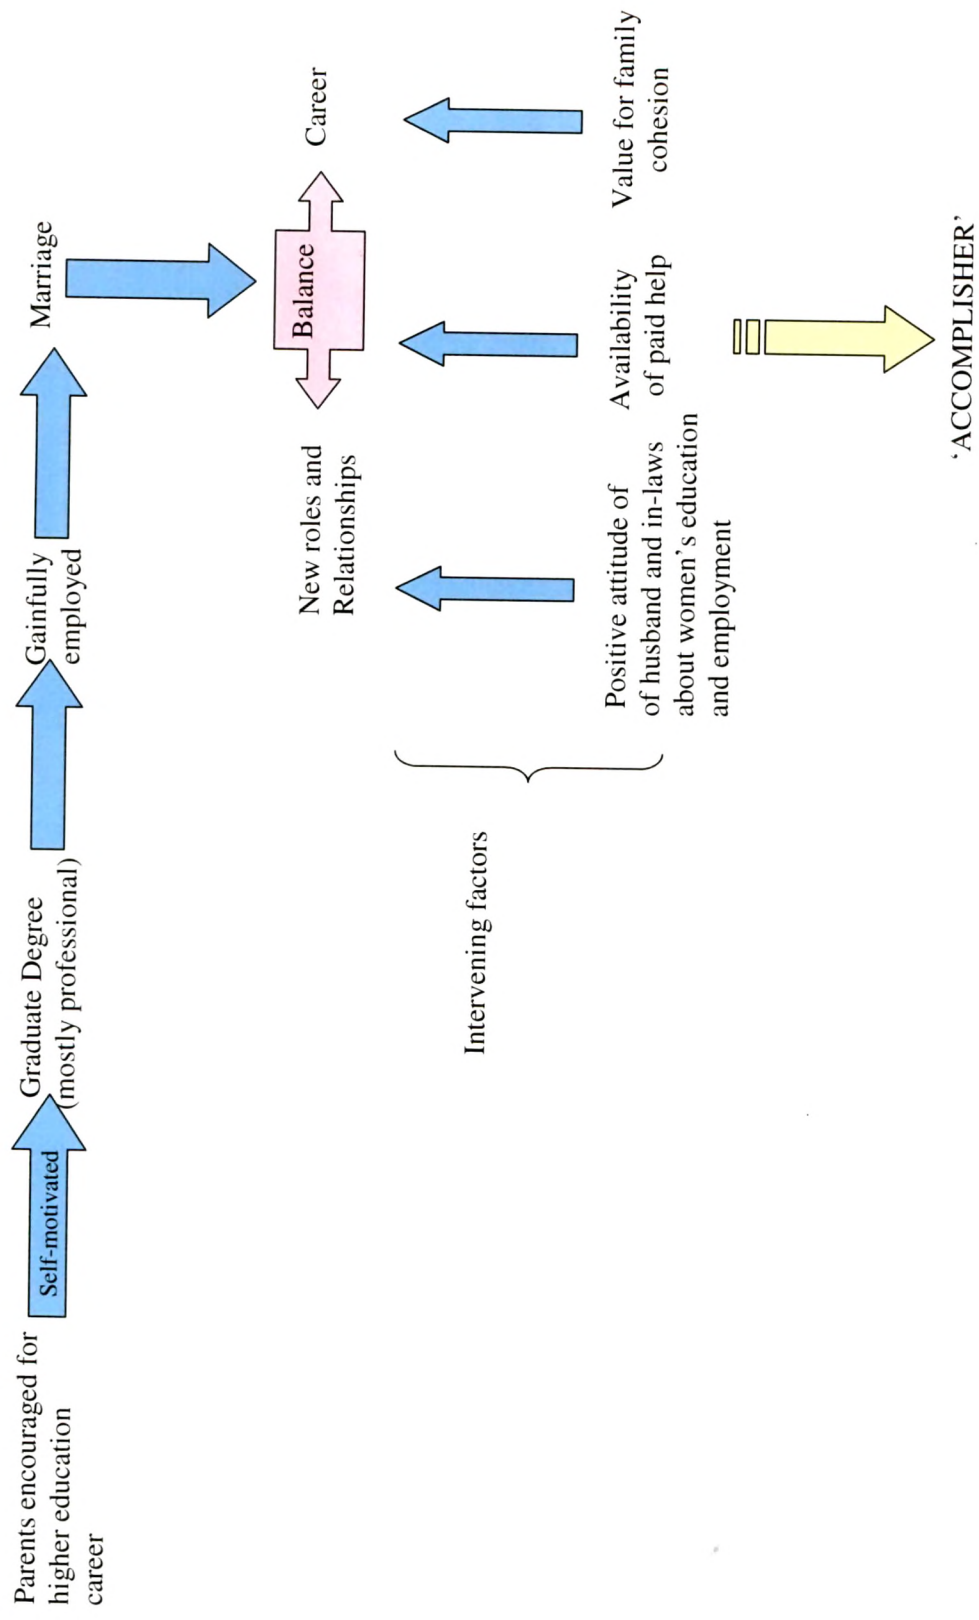 Parents encouraged for
higher education
career
Self-motivated
Graduate Degree
(mostly professional)
Gainfully
employed
Marriage
New roles and
Relationships
Balance
Career
Intervening factors
Positive attitude of
of husband and in-laws
about women's education
and employment
Availability
of paid help
Value for family
cohesion
'ACCOMPLISHER'